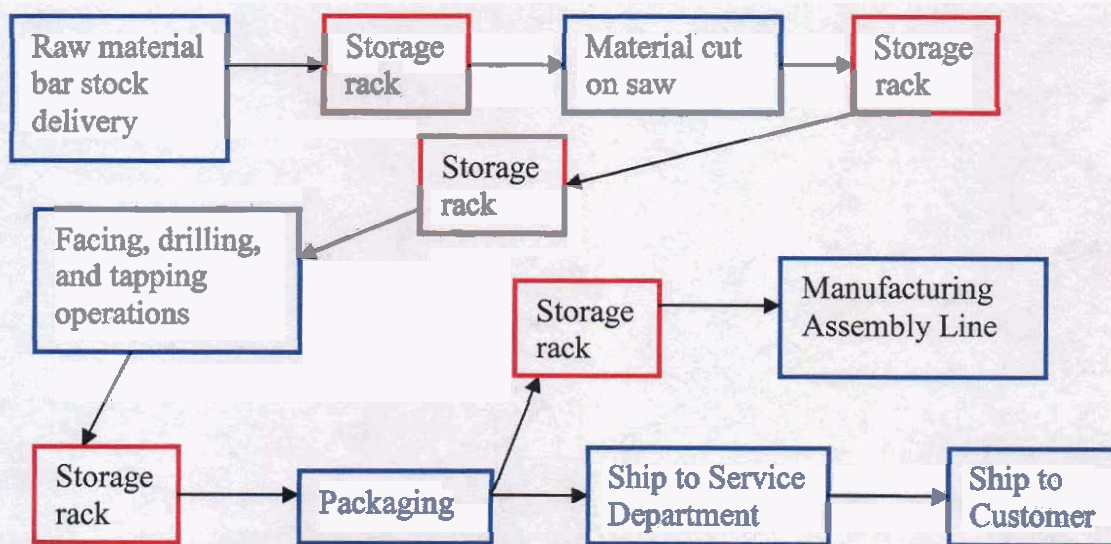 Raw material
bar stock
delivery
Storage
rack
Material cut
on saw
Storage
rack
Storage
rack
Facing, drilling,
and tapping
operations
Storage
rack
Manufacturing
Assembly Line
Storage
rack
Packaging
Ship to Service
Department
Ship to
Customer